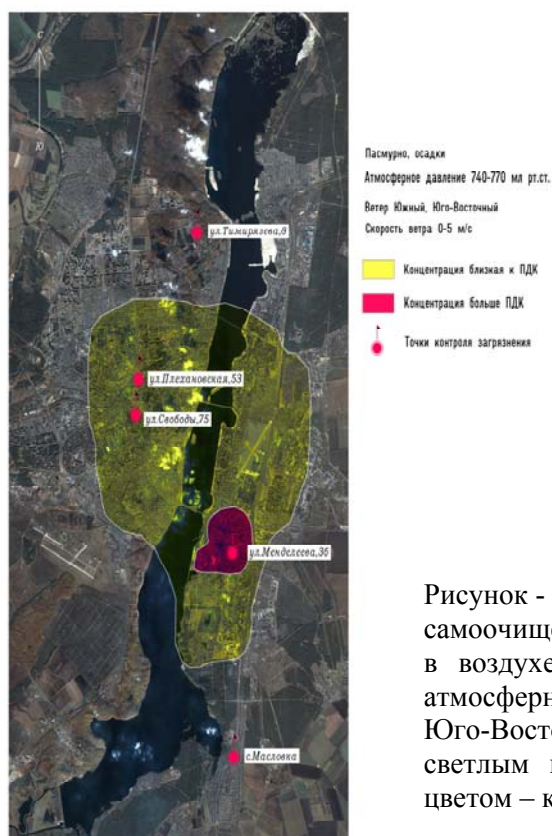 С
Ю
ул.Тимирязева,9
ул.Плехановская,53
ул.Свободы,75
ул.Менделеева,3б
с.Масловка
Пасмурно, осадки
Атмосферное давление 740-770 мл рт.ст.
Ветер Южный, Юго-Восточный
Скорость ветра 0-5 м/с
Концентрация близкая к ПДК
Концентрация больше ПДК
Точки контроля загрязнения
Рисунок -
самоочище
в воздухе
атмосферн
Юго-Восто
светлым
цветом – к